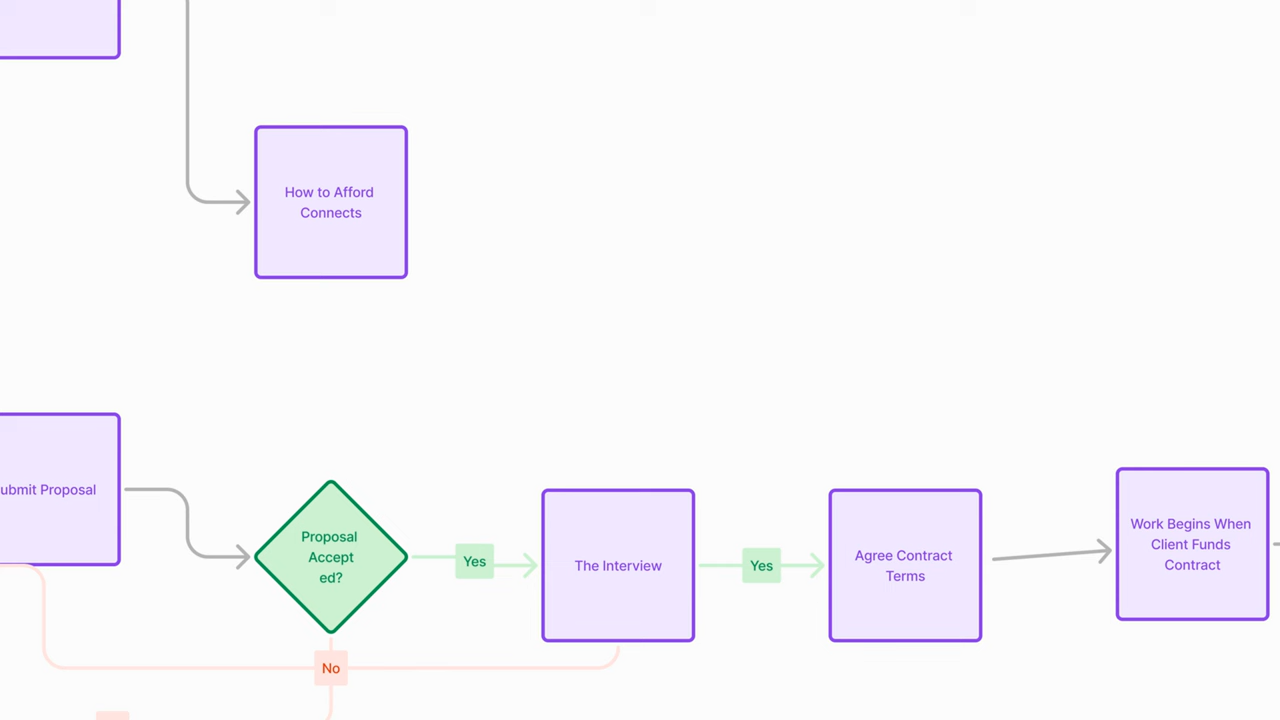 How to Afford
Connects
ubmit Proposal
Proposal
Accept
ed?
Yes
The Interview
Yes
Agree Contract
Terms
Work Begins When
Client Funds
Contract
No